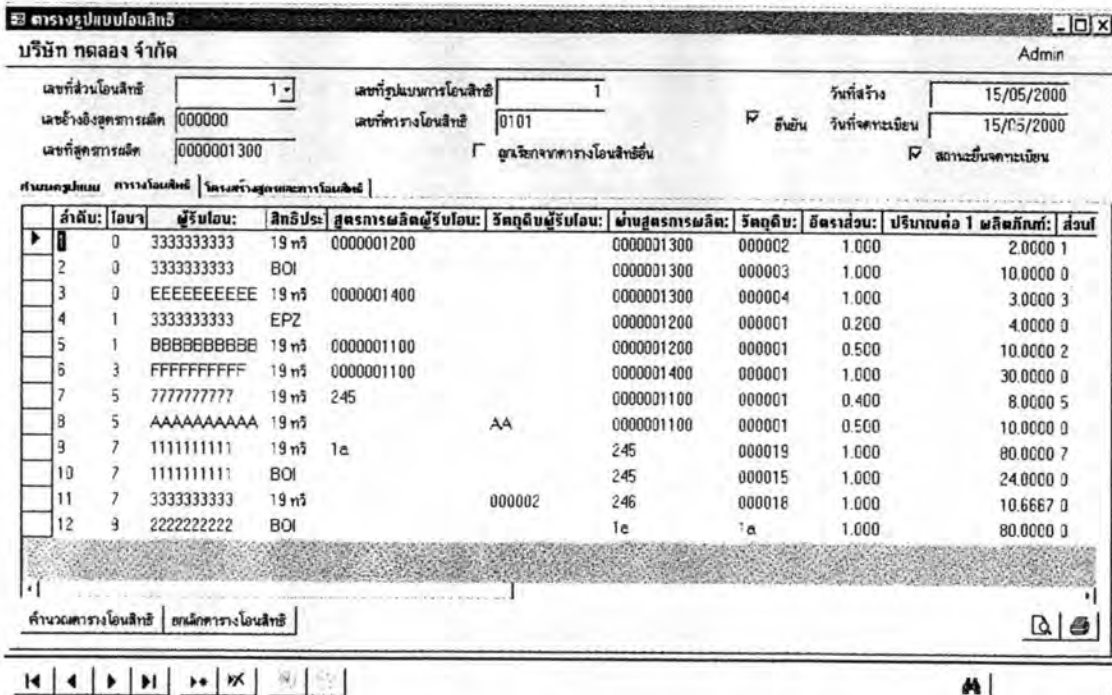 ตารางรูปแบบโอนสิทธิ
บริษัท ทดลอง จำกัด Admin
เลขที่ส่วนโอนสิทธิ 1 เลขที่รูปแบบการโอนสิทธิ 1 วันที่สร้าง 15/05/2000
เลขอ้างอิงสูตรการผลิต 000000 เลขที่ตารางโอนสิทธิ 0101 ยืนยัน วันที่จดทะเบียน 15/05/2000
เลขที่สูตรการผลิต 0000001300 ถูกเรียกจากตารางโอนสิทธิอื่น สถานะยื่นจดทะเบียน
คำนวณรูปแบบ ตารางโอนสิทธิ โครงสร้างสูตรและการโอนสิทธิ
ลำดับ: โอนจ ผู้รับโอน: สิทธิประ สูตรการผลิตผู้รับโอน: วัตถุดิบผู้รับโอน: ผ่านสูตรการผลิต: วัตถุดิบ: อัตราส่วน: ปริมาณต่อ 1 ผลิตภัณฑ์: ส่วนโ
1 0 3333333333 19 ทวิ 0000001200 0000001300 000002 1.000 2.0000 1
2 0 3333333333 BOI 0000001300 000003 1.000 10.0000 0
3 0 EEEEEEEEEE 19 ทวิ 0000001400 0000001300 000004 1.000 3.0000 3
4 1 3333333333 EPZ 0000001200 000001 0.200 4.0000 0
5 1 BBBBBBBBBB 19 ทวิ 0000001100 0000001200 000001 0.500 10.0000 2
6 3 FFFFFFFFFF 19 ทวิ 0000001100 0000001400 000001 1.000 30.0000 0
7 5 7777777777 19 ทวิ 245 0000001100 000001 0.400 8.0000 5
8 5 AAAAAAAAAA 19 ทวิ AA 0000001100 000001 0.500 10.0000 0
9 7 1111111111 19 ทวิ 1a 245 000019 1.000 80.0000 7
10 7 1111111111 BOI 245 000015 1.000 24.0000 0
11 7 3333333333 19 ทวิ 000002 246 000018 1.000 10.6667 0
12 9 2222222222 BOI 1a 1a 1.000 80.0000 0
คำนวณตารางโอนสิทธิ ยกเลิกตารางโอนสิทธิ